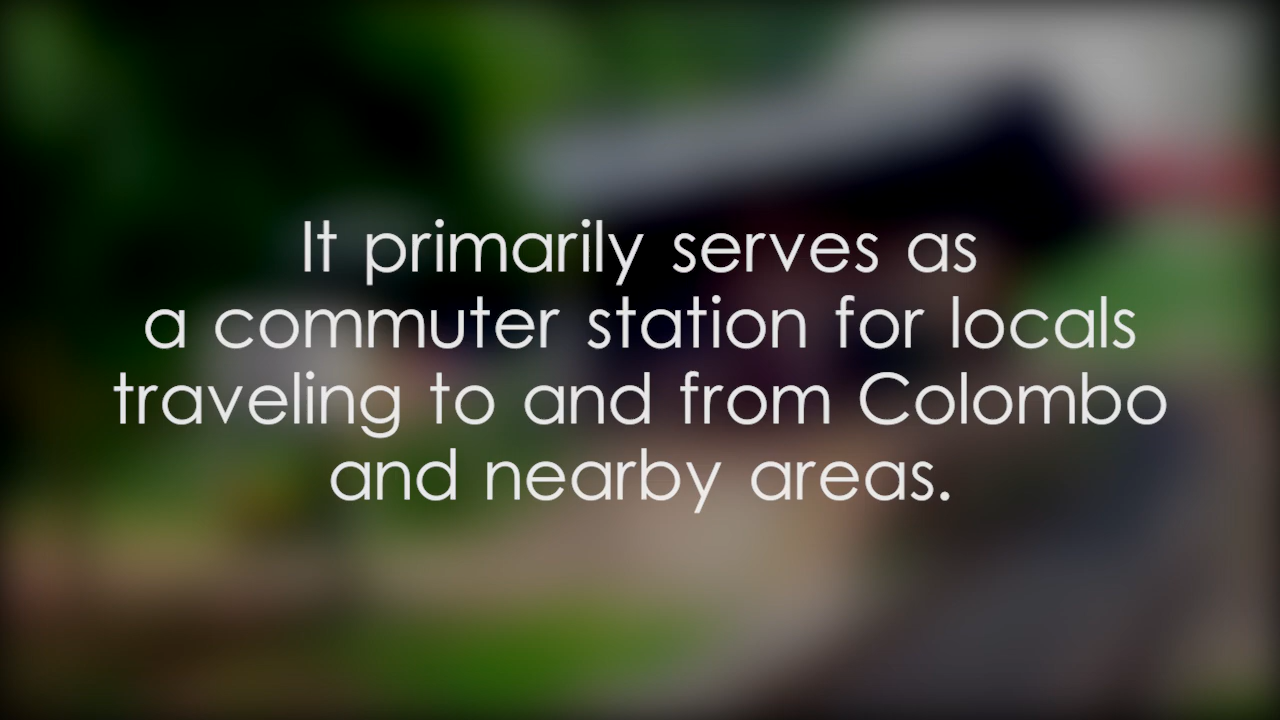 It primarily serves as
a commuter station for locals
traveling to and from Colombo
and nearby areas.